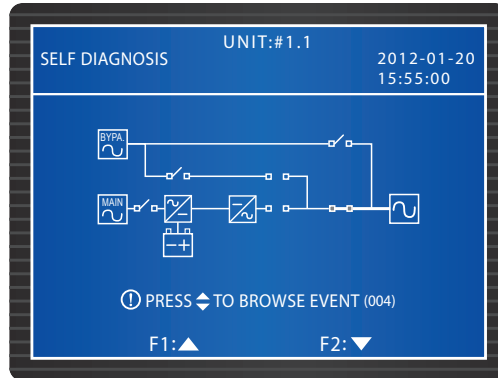 UNIT:#1.1
SELF DIAGNOSIS
2012-01-20
15:55:00
BYPA.
MAIN
PRESS TO BROWSE EVENT (004)
F1: F2: